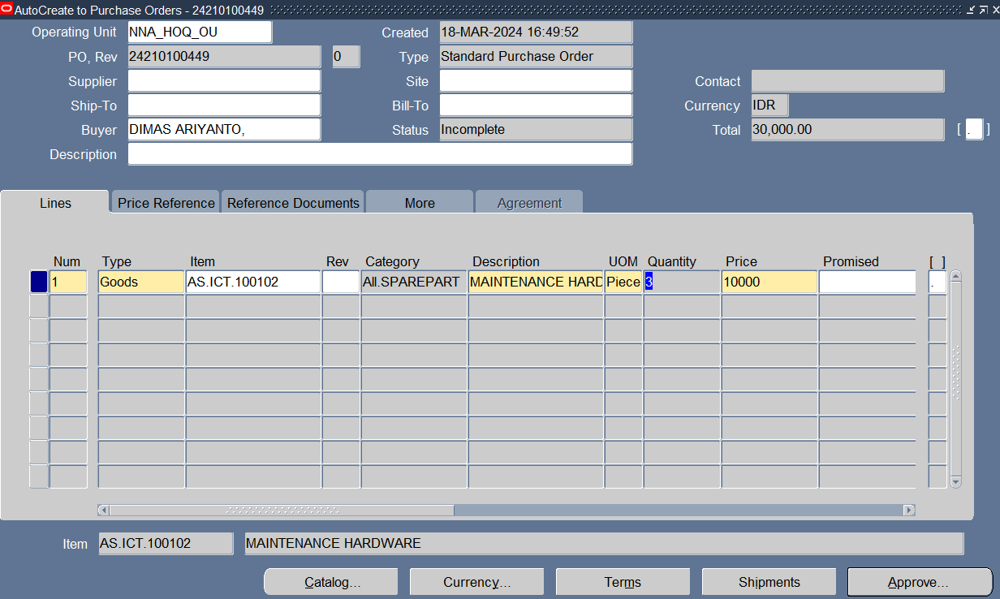 AutoCreate to Purchase Orders - 24210100449
Operating Unit NNA_HOQ_OU Created 18-MAR-2024 16:49:52
PO, Rev 24210100449 0 Type Standard Purchase Order
Supplier Site Contact
Ship-To Bill-To Currency IDR
Buyer DIMAS ARIYANTO, Status Incomplete Total 30,000.00 [ . ]
Description
Lines Price Reference Reference Documents More Agreement
Num Type Item Rev Category Description UOM Quantity Price Promised [ ]
1 Goods AS.ICT.100102 All.SPAREPART MAINTENANCE HARD Piece 3 10000 .
Item AS.ICT.100102 MAINTENANCE HARDWARE
Catalog... Currency... Terms Shipments Approve...